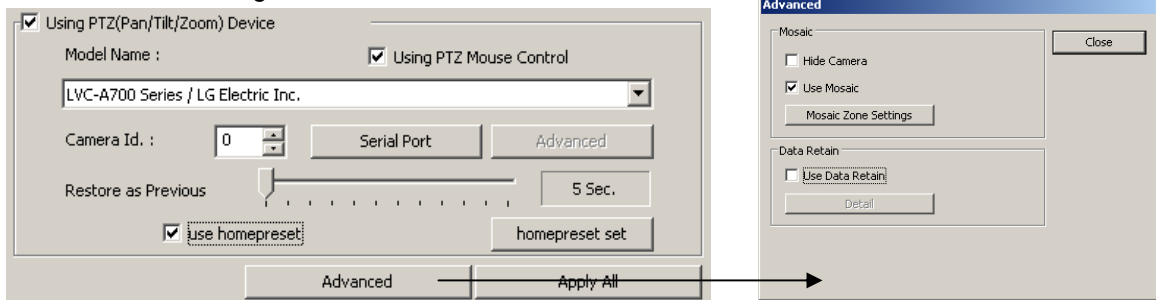 Using PTZ(Pan/Tilt/Zoom) Device
Model Name :
Using PTZ Mouse Control
LVC-A700 Series / LG Electric Inc.
Camera Id. :
0
Serial Port
Advanced
Restore as Previous
5 Sec.
use homepreset
homepreset set
Advanced
Apply All
Advanced
Mosaic
Close
Hide Camera
Use Mosaic
Mosaic Zone Settings
Data Retain
Use Data Retain
Detail